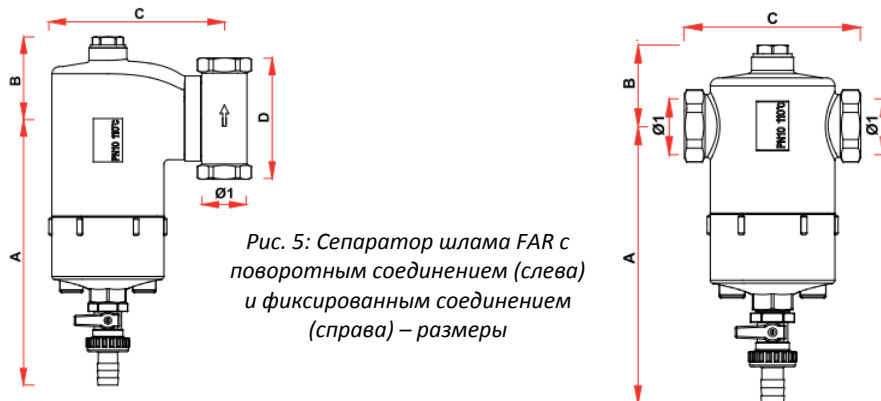 C
B
A
PN10 110°C
D
Ø1
Рис. 5: Сепаратор шлама FAR с
поворотным соединением (слева)
и фиксированным соединением
(справа) – размеры
C
B
A
Ø1
PN10 110°C
Ø1